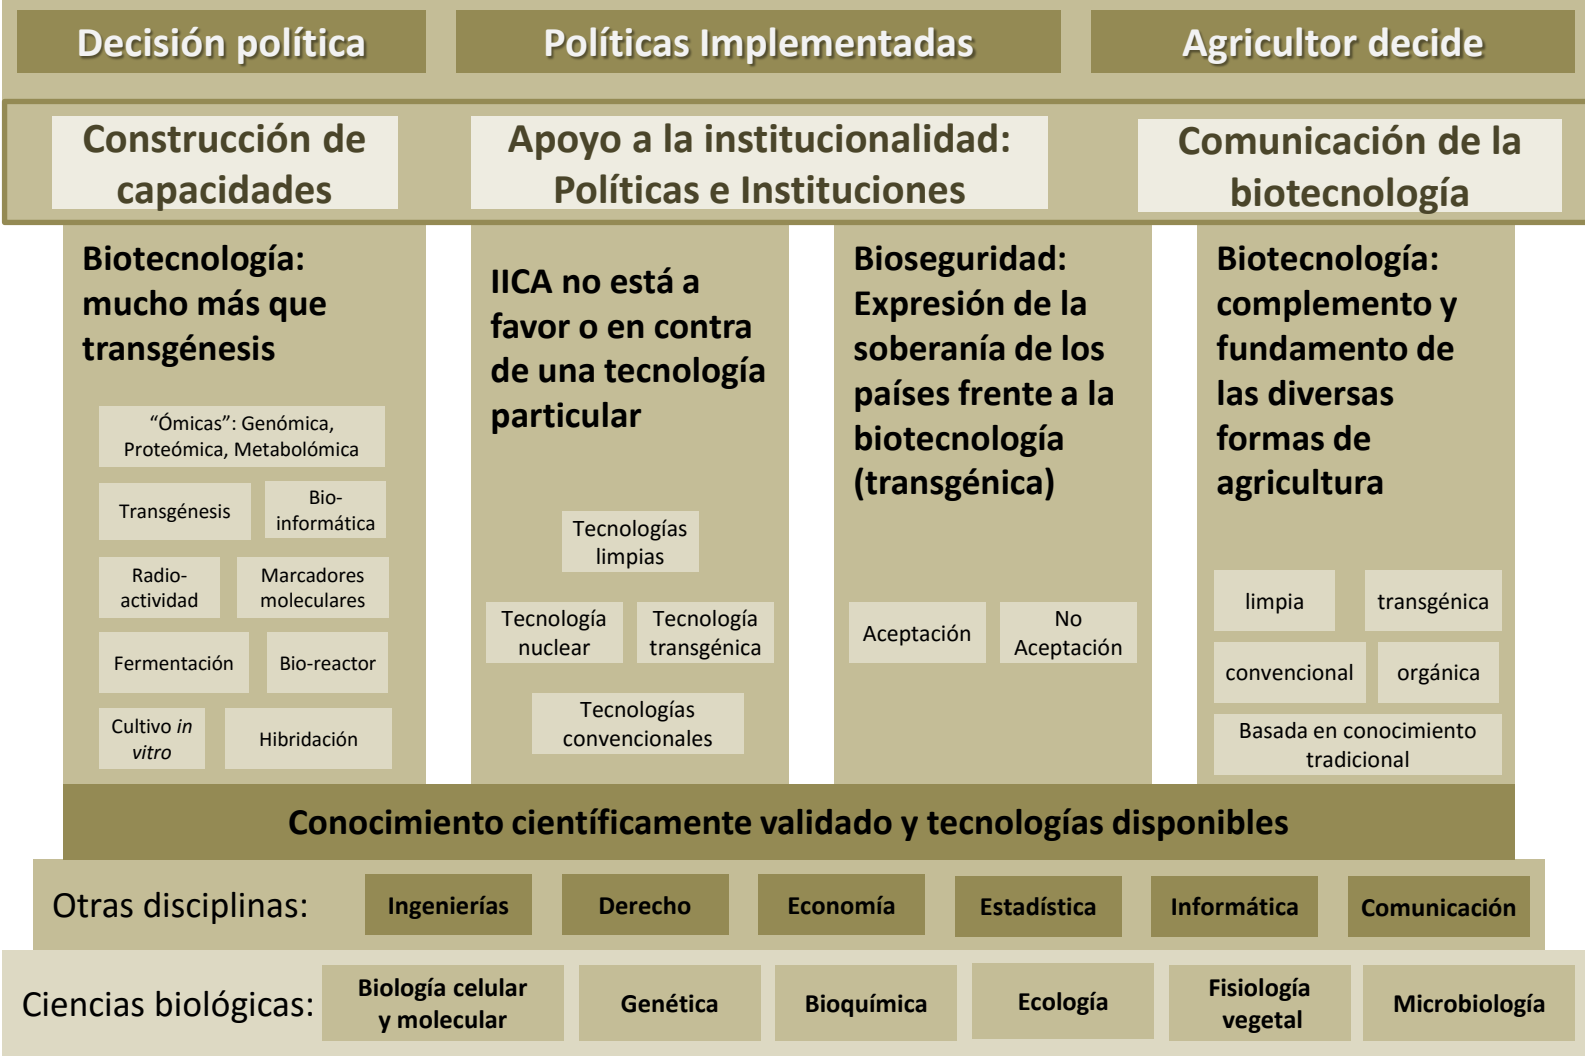 Decisión política
Políticas Implementadas
Agricultor decide
Construcción de
capacidades
Apoyo a la institucionalidad:
Políticas e Instituciones
Comunicación de la
biotecnología
Biotecnología:
mucho más que
transgénesis
“Ómicas”: Genómica,
Proteómica, Metabolómica
Transgénesis
Bio-
informática
Radio-
actividad
Marcadores
moleculares
Fermentación
Bio-reactor
Cultivo in
vitro
Hibridación
IICA no está a
favor o en contra
de una tecnología
particular
Tecnologías
limpias
Tecnología
nuclear
Tecnología
transgénica
Tecnologías
convencionales
Bioseguridad:
Expresión de la
soberanía de los
países frente a la
biotecnología
(transgénica)
Aceptación
No
Aceptación
Biotecnología:
complemento y
fundamento de
las diversas
formas de
agricultura
limpia
transgénica
convencional
orgánica
Basada en conocimiento
tradicional
Conocimiento científicamente validado y tecnologías disponibles
Otras disciplinas:
Ingenierías
Derecho
Economía
Estadística
Informática
Comunicación
Ciencias biológicas:
Biología celular
y molecular
Genética
Bioquímica
Ecología
Fisiología
vegetal
Microbiología